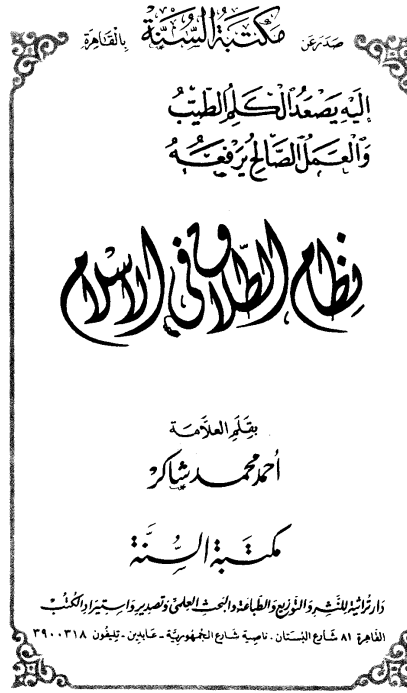 صدر عن مكتبة السنة بالقاهرة
إليه يصعد الكلم الطيب
والعمل الصالح يرفعه
نظام الطلاق في الإسلام
بقلم العلامة
أحمد محمد شاكر
مكتبة السنة
دار تراثية للنشر والتوزيع والطباعة والبحث العلمى وتصدير واستيراد الكتب
القاهرة ٨١ شارع البستان . ناصية شارع الجمهورية - عابدين - تليفون ٣٩٠٠٣١٨